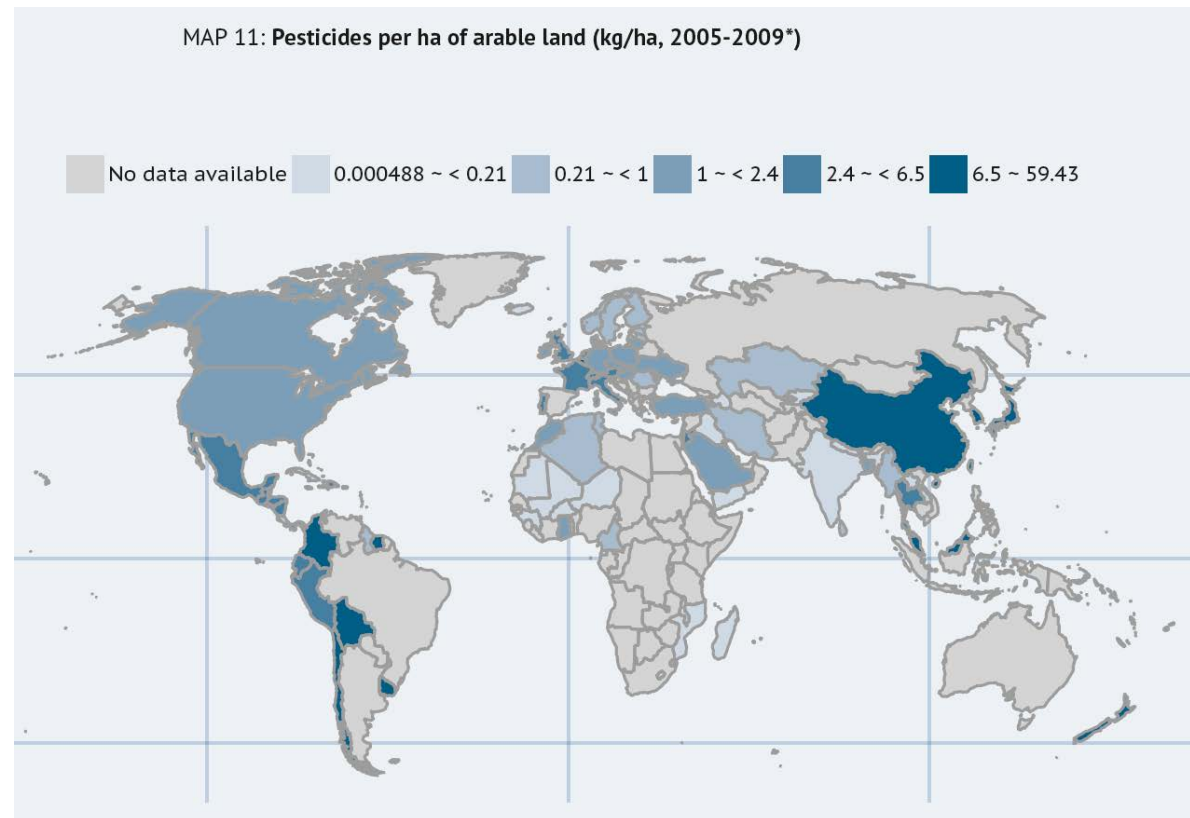 MAP 11: Pesticides per ha of arable land (kg/ha, 2005-2009*)
No data available 0.000488 ~ < 0.21 0.21 ~ < 1 1 ~ < 2.4 2.4 ~ < 6.5 6.5 ~ 59.43